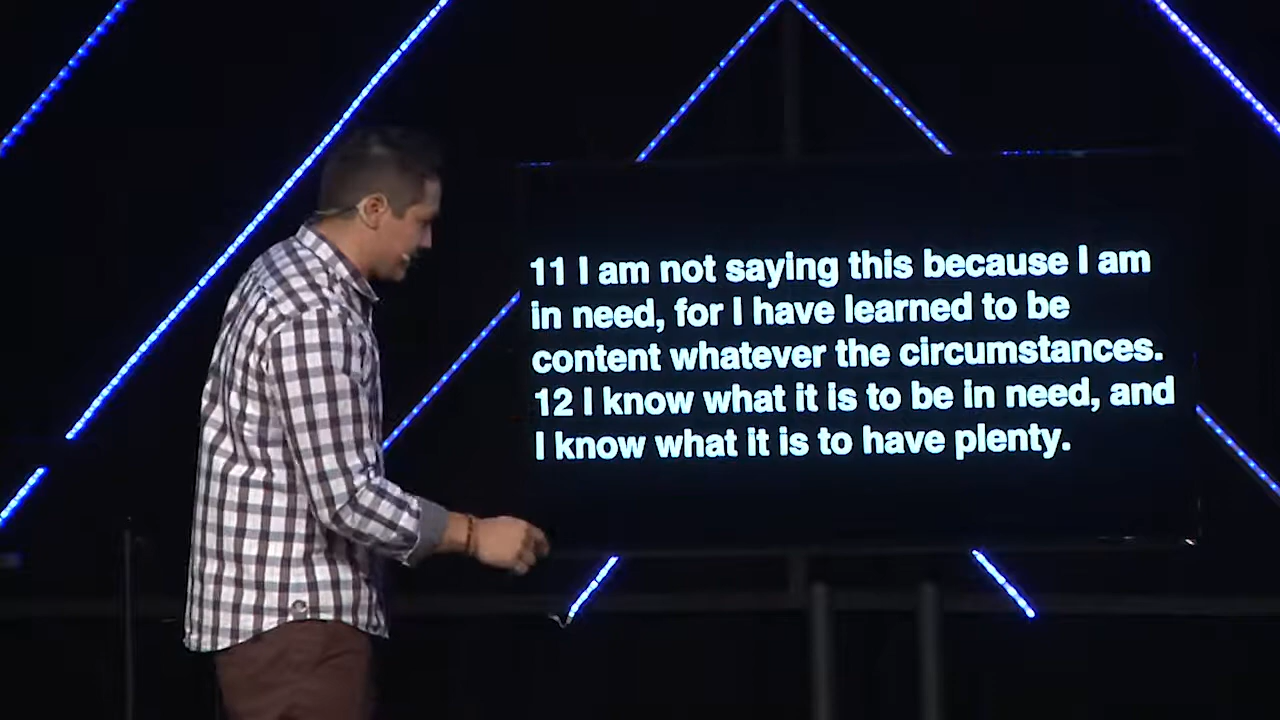 11 I am not saying this because I am
in need, for I have learned to be
content whatever the circumstances.
12 I know what it is to be in need, and
I know what it is to have plenty.